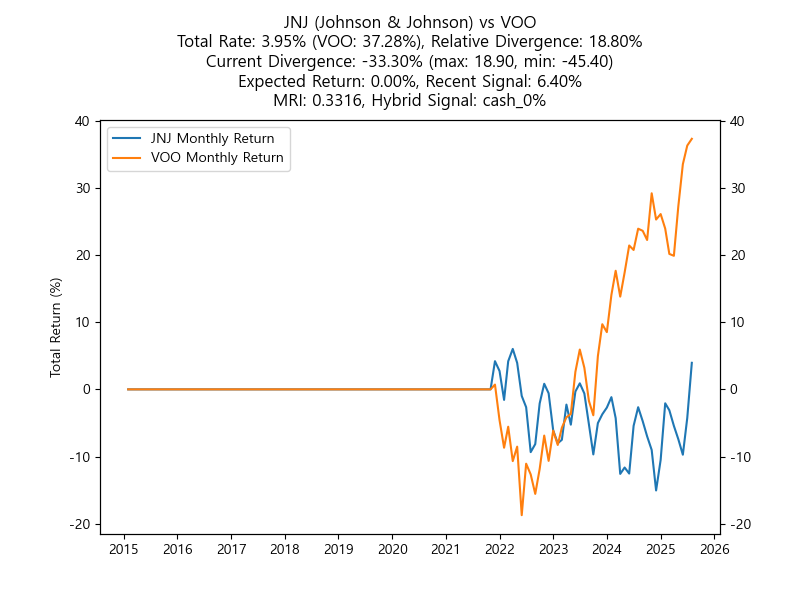 JNJ (Johnson & Johnson) vs VOO
Total Rate: 3.95% (VOO: 37.28%), Relative Divergence: 18.80%
Current Divergence: -33.30% (max: 18.90, min: -45.40)
Expected Return: 0.00%, Recent Signal: 6.40%
MRI: 0.3316, Hybrid Signal: cash_0%
JNJ Monthly Return
VOO Monthly Return
Total Return (%)
40
30
20
10
0
-10
-20
40
30
20
10
0
-10
-20
2015 2016 2017 2018 2019 2020 2021 2022 2023 2024 2025 2026